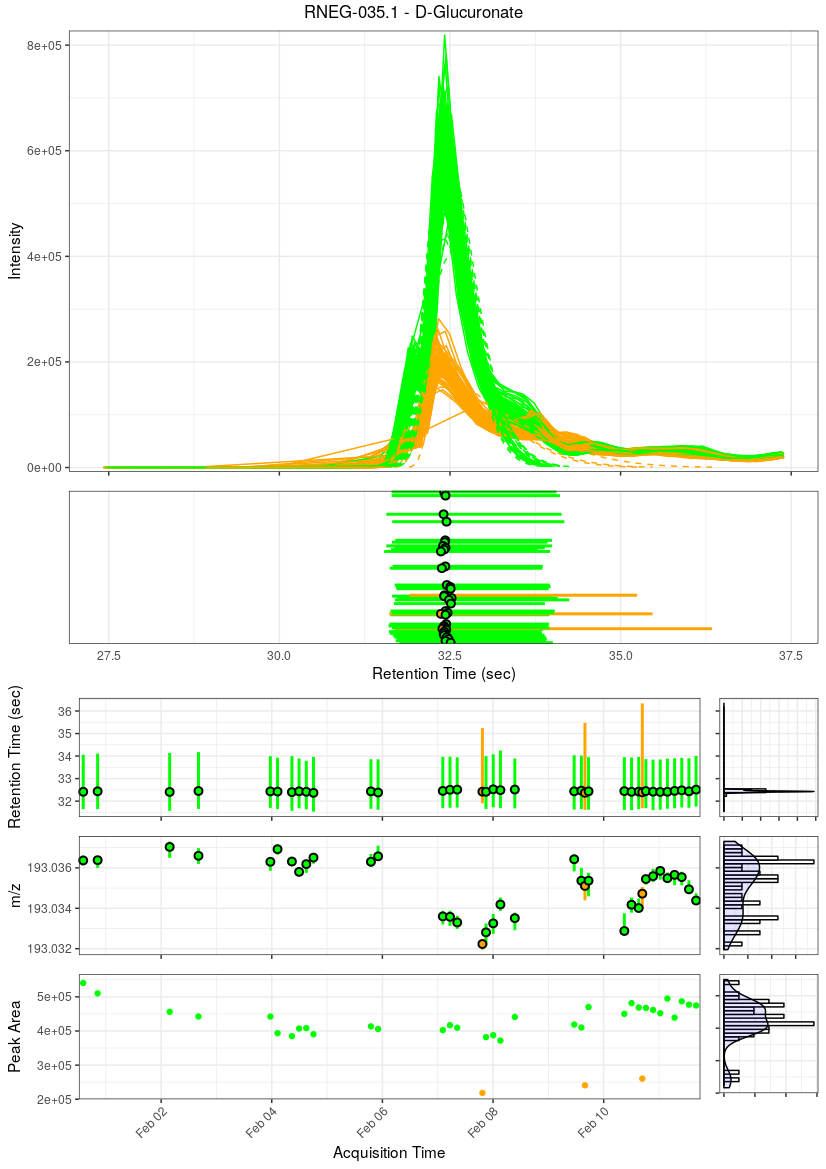 RNEG-035.1 - D-Glucuronate
8e+05
6e+05
4e+05
2e+05
0e+00
Intensity
27.5 30.0 32.5 35.0 37.5
Retention Time (sec)
36
35
34
33
32
Retention Time (sec)
193.036
193.034
193.032
m/z
5e+05
4e+05
3e+05
2e+05
Peak Area
Feb 02 Feb 04 Feb 06 Feb 08 Feb 10
Acquisition Time